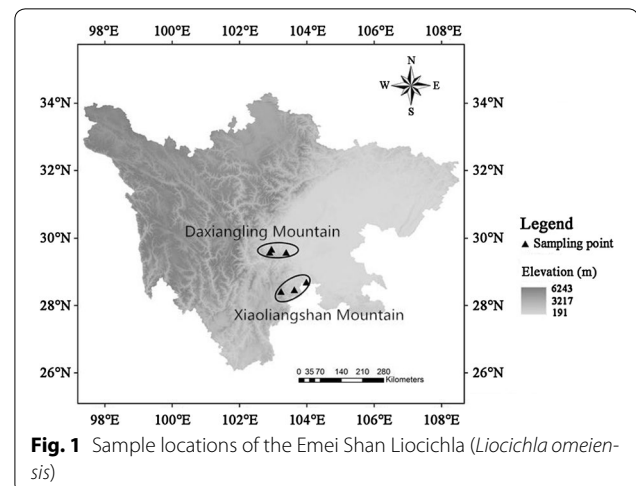 98°E 100°E 102°E 104°E 106°E 108°E
N
W E
S
34°N 34°N
32°N 32°N
30°N 30°N
28°N 28°N
26°N 26°N
Daxiangling Mountain
Xiaoliangshan Mountain
Legend
▲ Sampling point
Elevation (m)
6243
3217
191
0 35 70 140 210 280
Kilometers
98°E 100°E 102°E 104°E 106°E 108°E
Fig. 1 Sample locations of the Emei Shan Liocichla (Liocichla omeien-
sis)